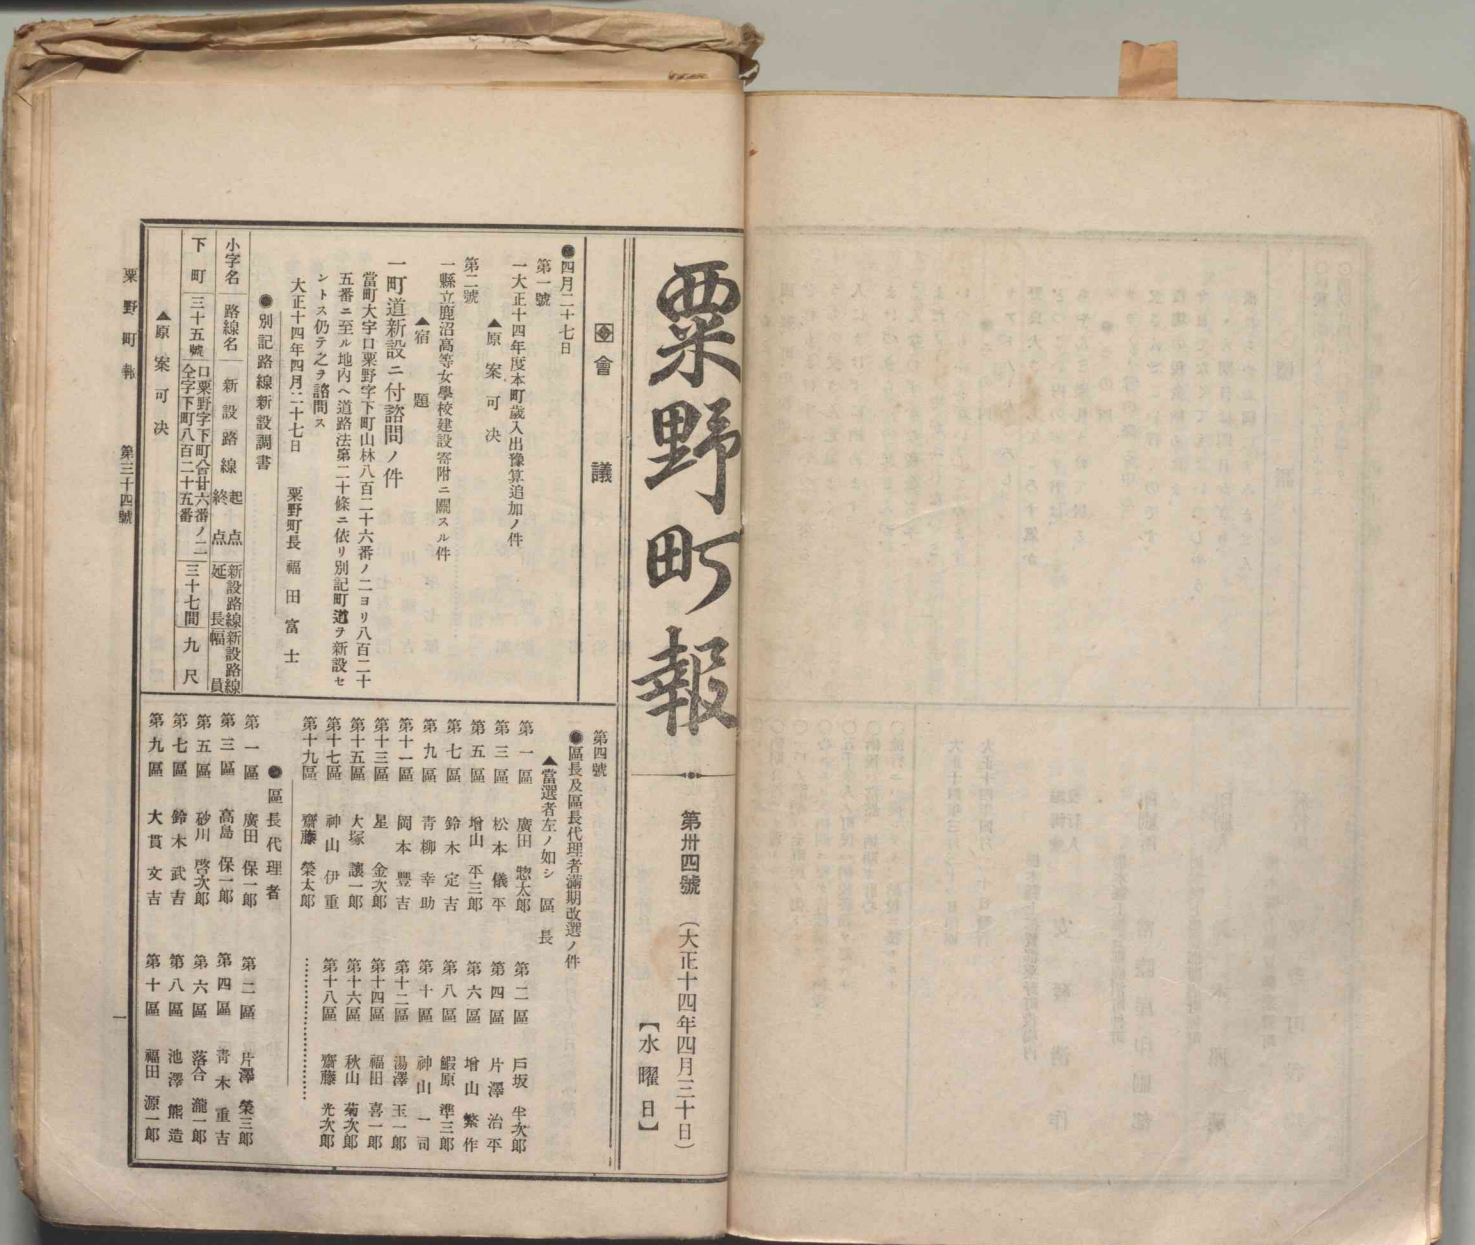 粟野町報
第卅四號 (大正十四年四月三十日)
【水曜日】
會議
●四月二十七日
第一號
一大正十四年度本町歳入出豫算追加ノ件
▲原案可決
第二號
一縣立鹿沼高等女學校建設寄附ニ關スル件
▲宿題
一町道新設ニ付諮問ノ件
當町大字口粟野字下町山林八百二十六番ノ二ヨリ八百二十
五番ニ至ル地内ヘ道路法第二十條ニ依リ別記町道ヲ新設セ
ントス仍テ之ヲ諮問ス
大正十四年四月二十七日 粟野町長 福田富士
●別記路線新設調書
小字名 路線名 新設路線 起点 終点 新設路線延長 新設路線幅員
下町 三十五號 口粟野字下町八百廿六番ノ二 仝字下町八百二十五番 三十七間 九尺
▲原案可決
第四號
●區長及區長代理者滿期改選ノ件
▲當選者左ノ如シ 區長
第一區 廣田惣太郎 第二區 戸坂半次郎
第三區 松本儀平 第四區 片澤治平
第五區 増山平三郎 第六區 増山繁作
第七區 鈴木定吉 第八區 鰕原準三郎
第九區 青柳幸助 第十區 神山一司
第十一區 岡本豐吉 第十二區 湯澤玉一郎
第十三區 星金次郎 第十四區 福田喜一郎
第十五區 大塚讓一郎 第十六區 秋山菊次郎
第十七區 神山伊重 第十八區 齋藤光次郎
第十九區 齋藤榮太郎
●區長代理者
第一區 廣田保一郎 第二區 片澤榮三郎
第三區 高島保一郎 第四區 青木重吉
第五區 砂川啓次郎 第六區 落合瀧一郎
第七區 鈴木武吉 第八區 池澤熊造
第九區 大貫文吉 第十區 福田源一郎
粟野町報 第三十四號 一